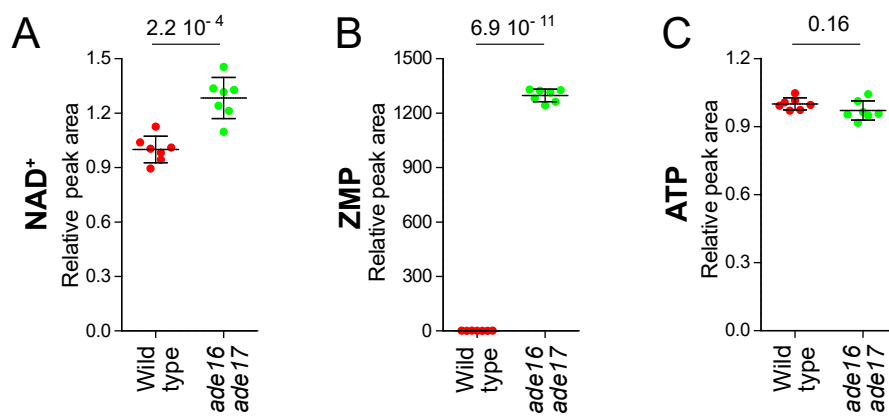 A
2.2 10⁻⁴
NAD⁺
Relative peak area
1.5
1.2
0.9
0.6
0.3
0.0
Wild
type
ade16
ade17
B
6.9 10⁻¹¹
ZMP
Relative peak area
1500
1200
900
600
300
0
Wild
type
ade16
ade17
C
0.16
ATP
Relative peak area
1.2
0.9
0.6
0.3
0.0
Wild
type
ade16
ade17